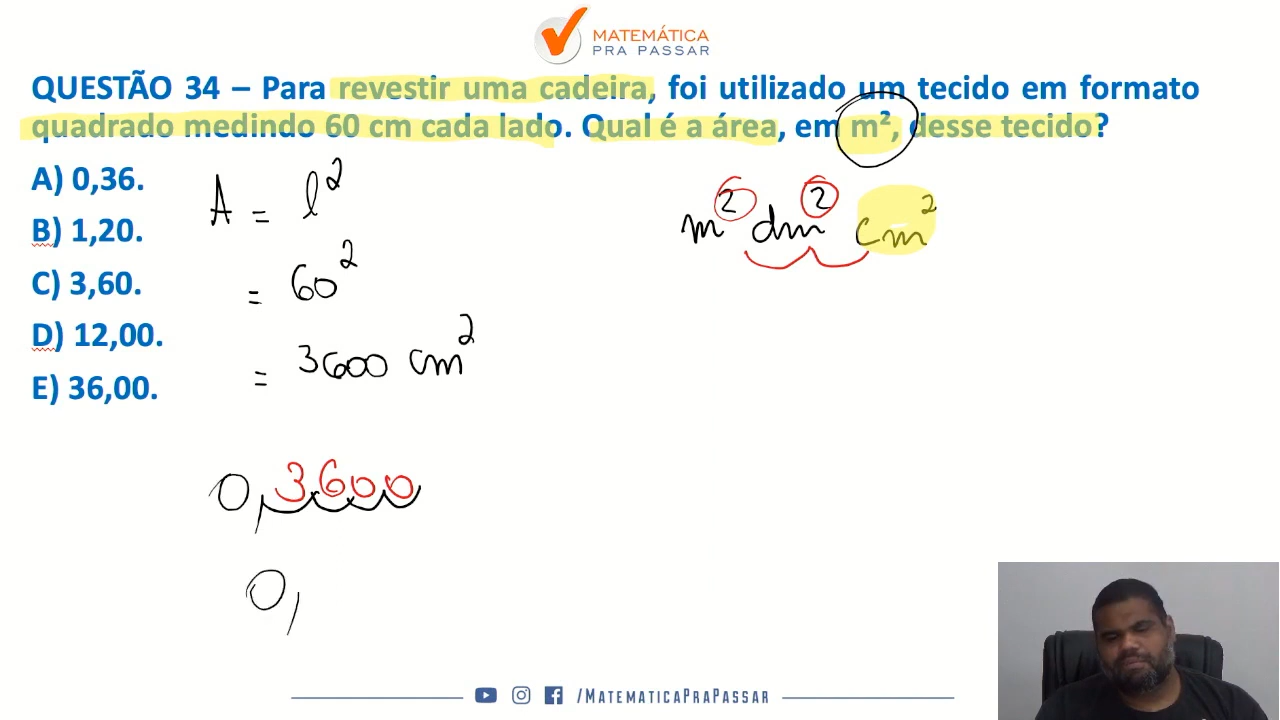 MATEMÁTICA
PRA PASSAR
QUESTÃO 34 – Para revestir uma cadeira, foi utilizado um tecido em formato
quadrado medindo 60 cm cada lado. Qual é a área, em m², desse tecido?
A) 0,36.
B) 1,20.
C) 3,60.
D) 12,00.
E) 36,00.
A = l²
= 60²
= 3600 cm²
0,3600
0,
m² dm² cm²
/MATEMATICAPRAPASSAR